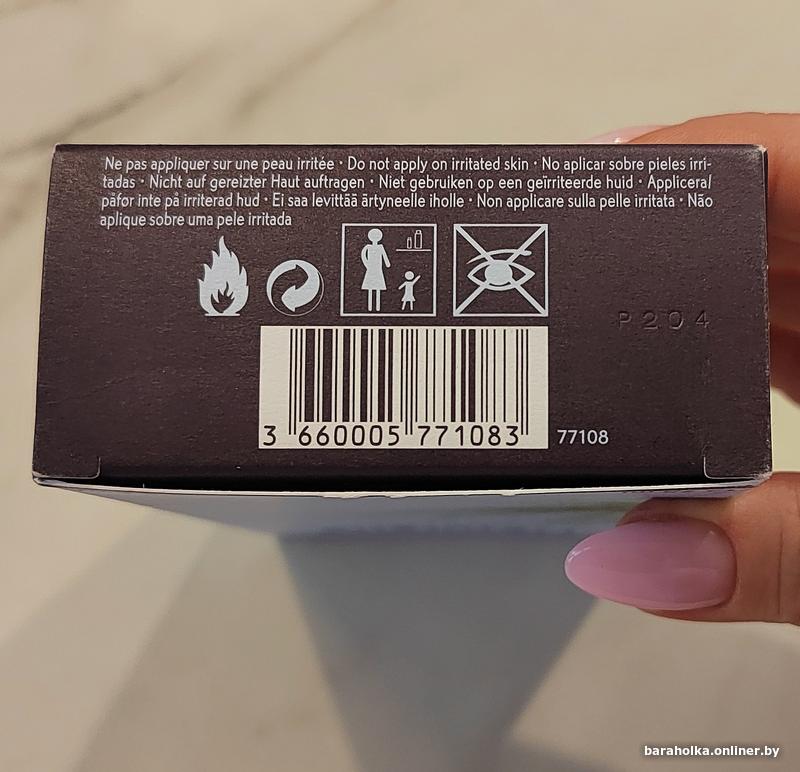 Ne pas appliquer sur une peau irritée · Do not apply on irritated skin · No aplicar sobre pieles irri-
tadas · Nicht auf gereizter Haut auftragen · Niet gebruiken op een geïrriteerde huid · Applicera/
påfør inte på irriterad hud · Ei saa levittää ärtyneelle iholle · Non applicare sulla pelle irritata · Não
aplique sobre uma pele irritada
P204
3 660005 771083
77108
baraholka.onliner.by